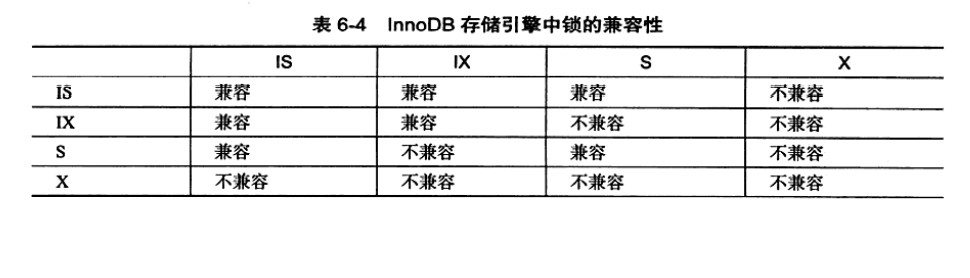 表 6-4 InnoDB 存储引擎中锁的兼容性
IS IX S X
IS 兼容 兼容 兼容 不兼容
IX 兼容 兼容 不兼容 不兼容
S 兼容 不兼容 兼容 不兼容
X 不兼容 不兼容 不兼容 不兼容